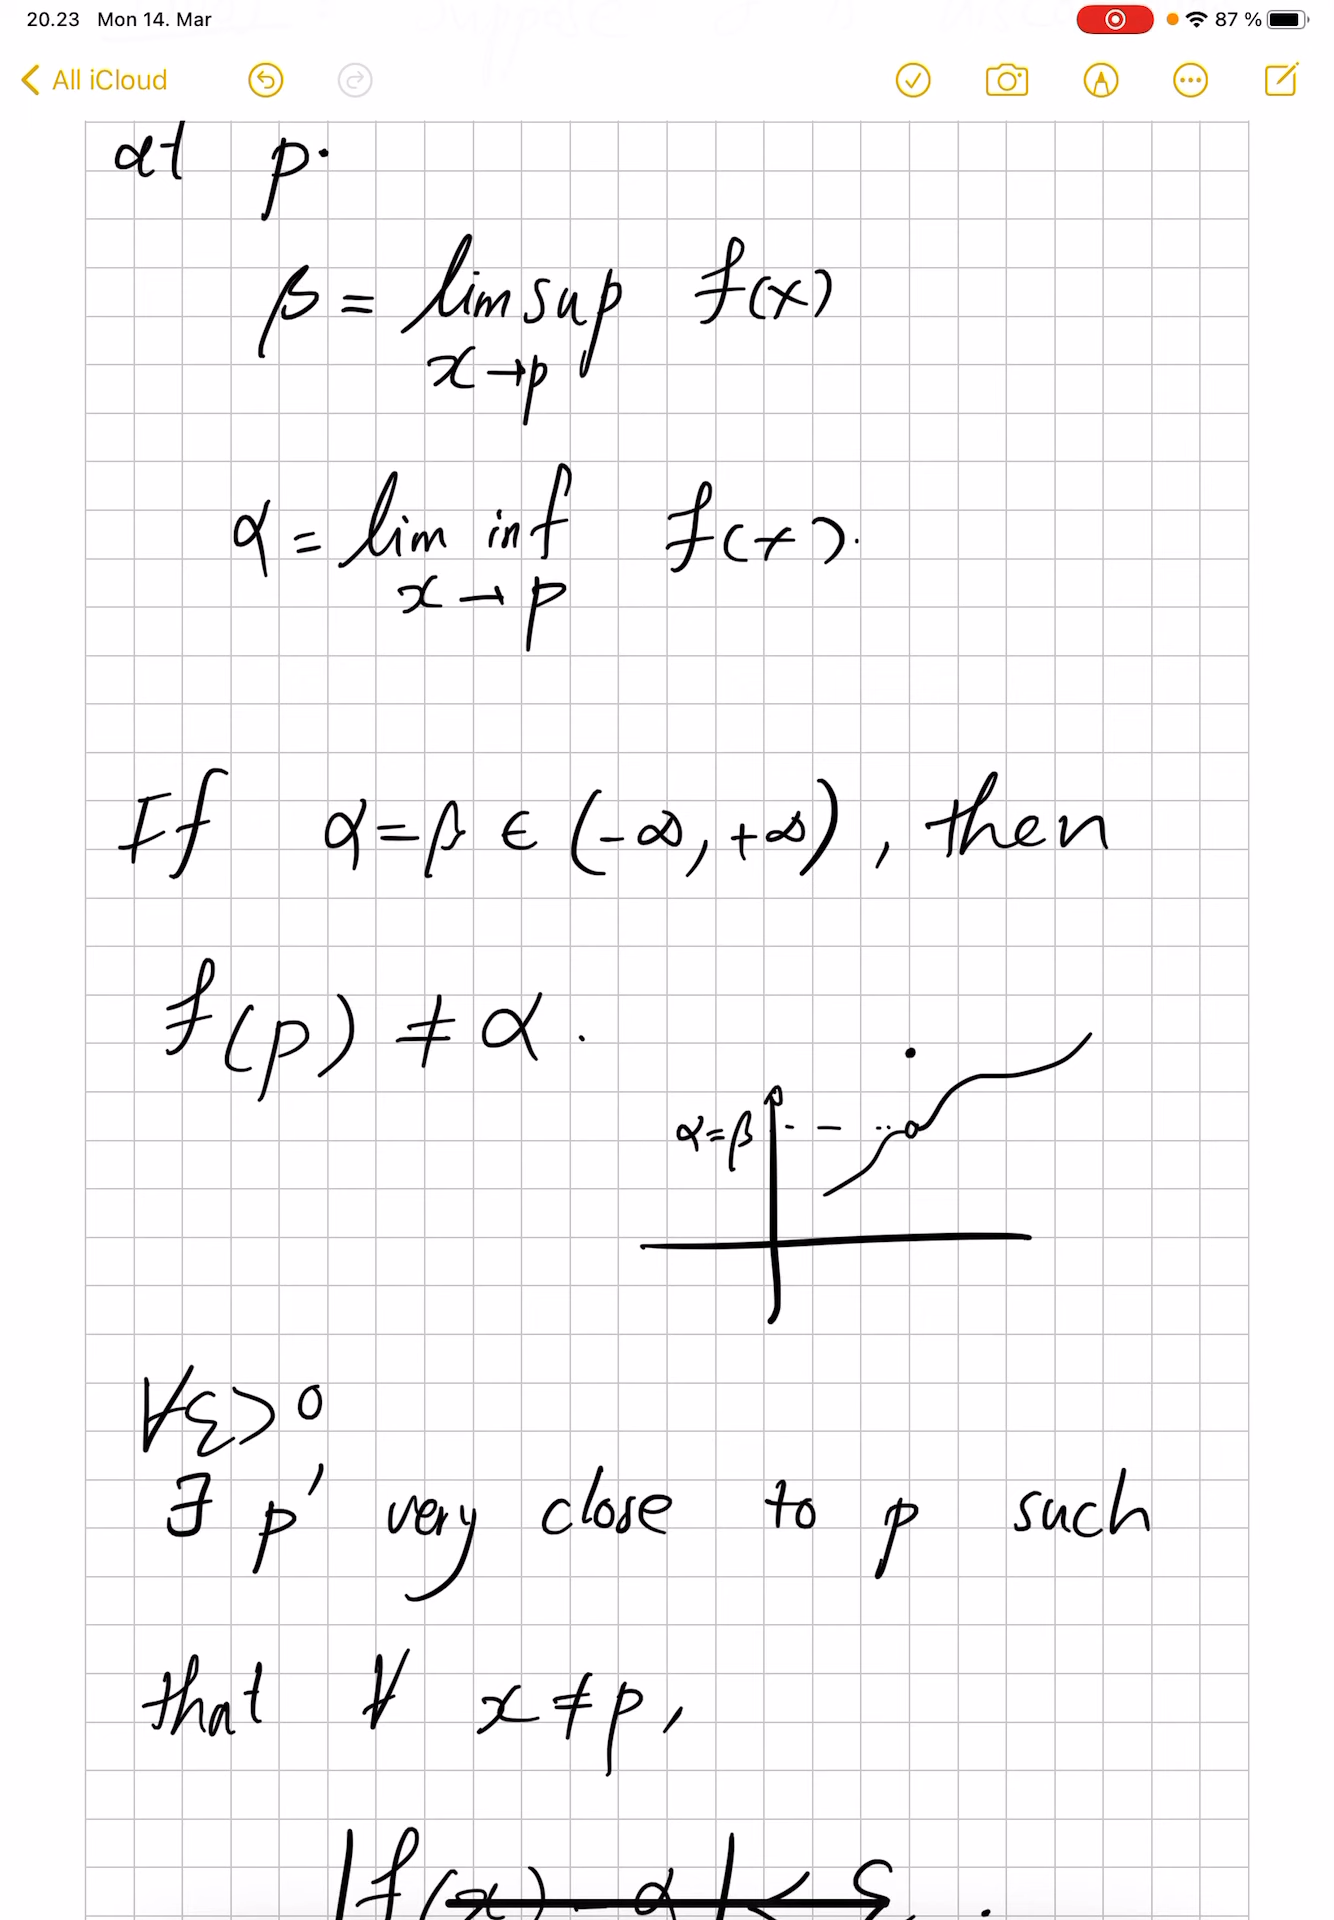 20.23 Mon 14. Mar 87 %
All iCloud
at p.
β = lim sup f(x)
x→p
α = lim inf f(x).
x→p
If α=β ∈ (-∞, +∞), then
f(p) ≠ α.
α=β
∀ε>0
∃ p' very close to p such
that ∀ x≠p,
|f(x) - α| < ε.